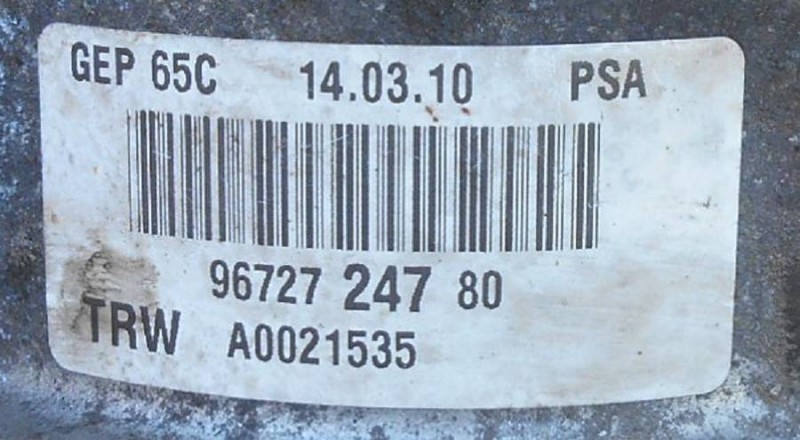 GEP 65C 14.03.10 PSA
96727 247 80
TRW A0021535